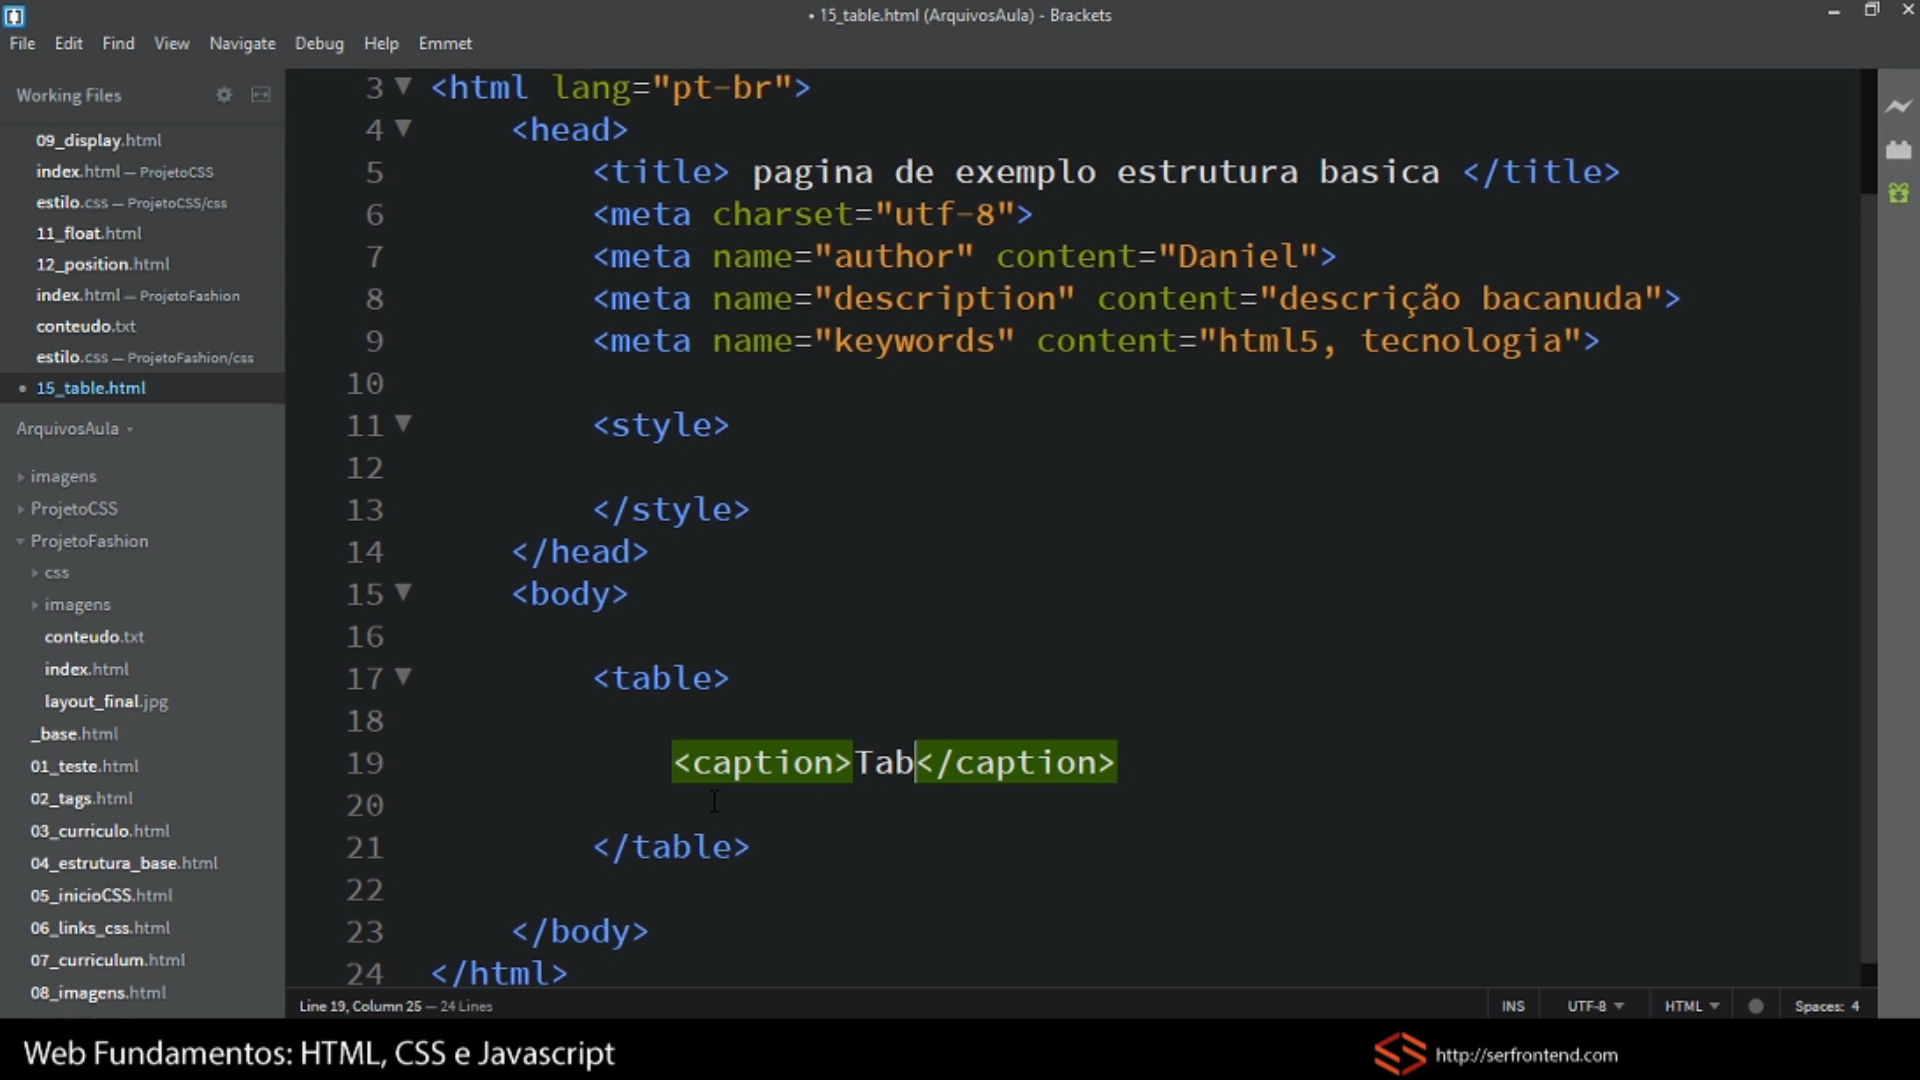 • 15_table.html (ArquivosAula) - Brackets
File Edit Find View Navigate Debug Help Emmet
Working Files
09_display.html
index.html — ProjetoCSS
estilo.css — ProjetoCSS/css
11_float.html
12_position.html
index.html — ProjetoFashion
conteudo.txt
estilo.css — ProjetoFashion/css
15_table.html
ArquivosAula
imagens
ProjetoCSS
ProjetoFashion
css
imagens
conteudo.txt
index.html
layout_final.jpg
_base.html
01_teste.html
02_tags.html
03_curriculo.html
04_estrutura_base.html
05_inicioCSS.html
06_links_css.html
07_curriculum.html
08_imagens.html
3 <html lang="pt-br">
4 <head>
5 <title> pagina de exemplo estrutura basica </title>
6 <meta charset="utf-8">
7 <meta name="author" content="Daniel">
8 <meta name="description" content="descrição bacanuda">
9 <meta name="keywords" content="html5, tecnologia">
10
11 <style>
12
13 </style>
14 </head>
15 <body>
16
17 <table>
18
19 <caption>Tab</caption>
20
21 </table>
22
23 </body>
24 </html>
Line 19, Column 25 — 24 Lines
INS UTF-8 HTML Spaces: 4
Web Fundamentos: HTML, CSS e Javascript
http://serfrontend.com